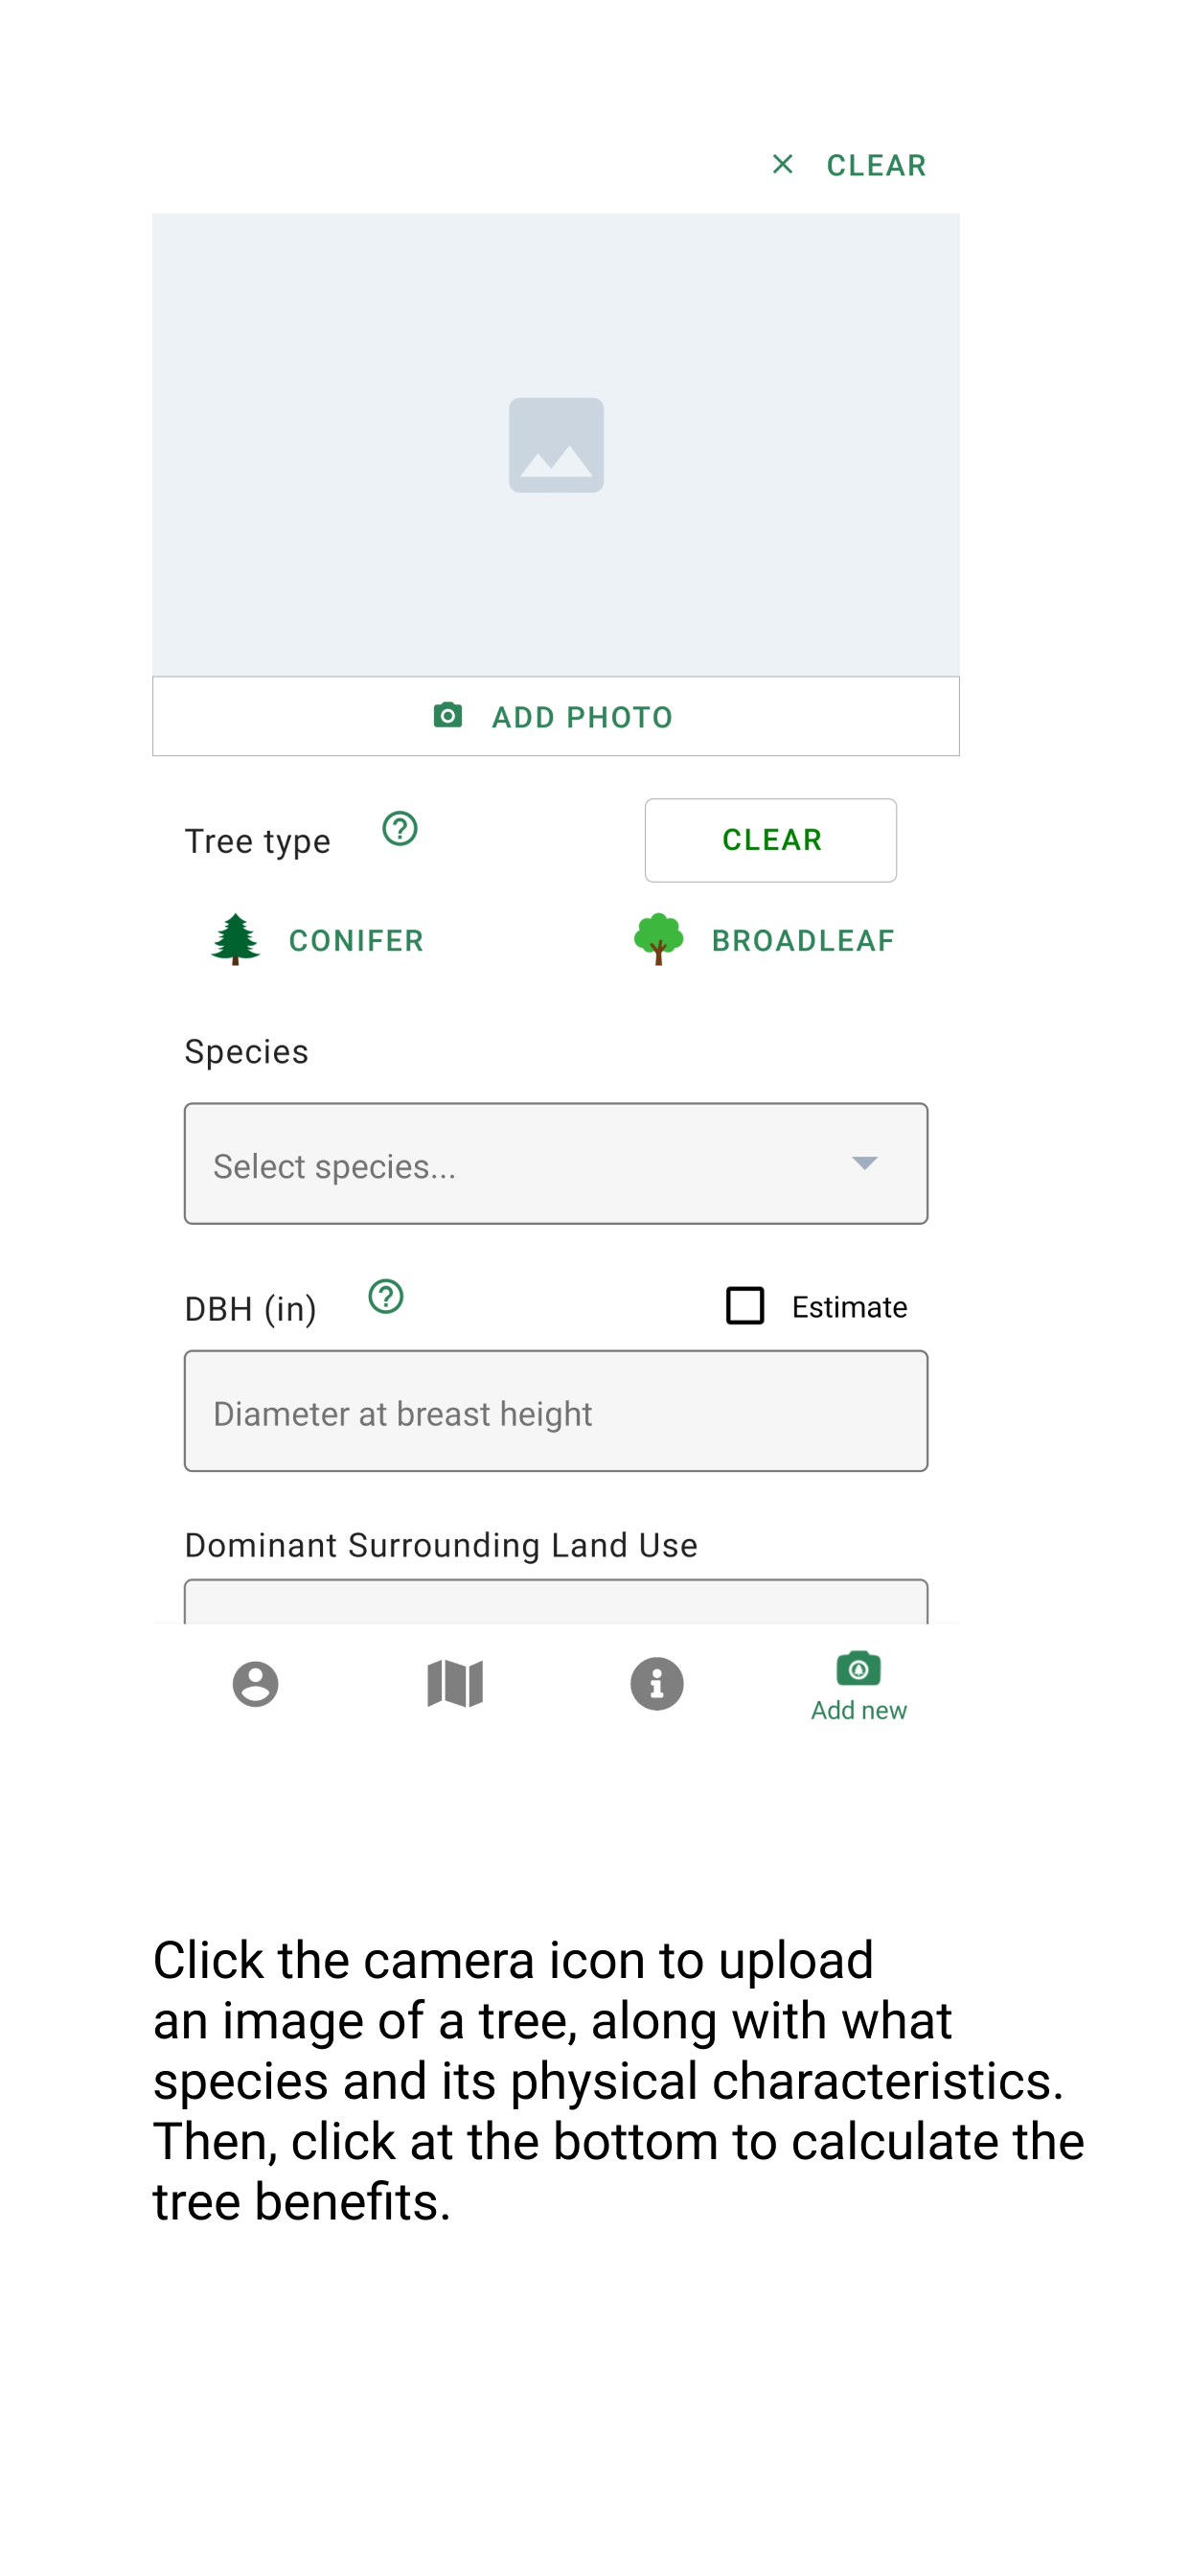 CLEAR
ADD PHOTO
Tree type
CLEAR
CONIFER
BROADLEAF
Species
Select species...
DBH (in)
Estimate
Diameter at breast height
Dominant Surrounding Land Use
Add new
Click the camera icon to upload
an image of a tree, along with what
species and its physical characteristics.
Then, click at the bottom to calculate the
tree benefits.